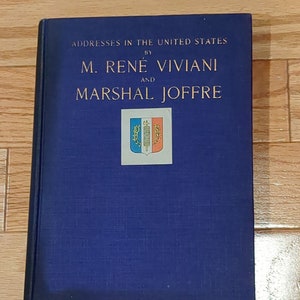 ADDRESSES IN THE UNITED STATES
BY
M. RENÉ VIVIANI
AND
MARSHAL JOFFRE